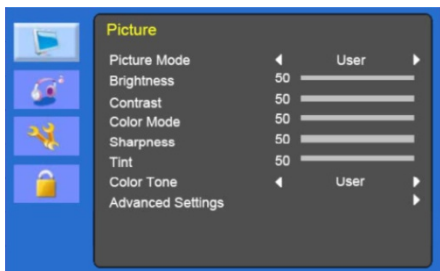 Picture
Picture Mode User
Brightness 50
Contrast 50
Color Mode 50
Sharpness 50
Tint 50
Color Tone User
Advanced Settings